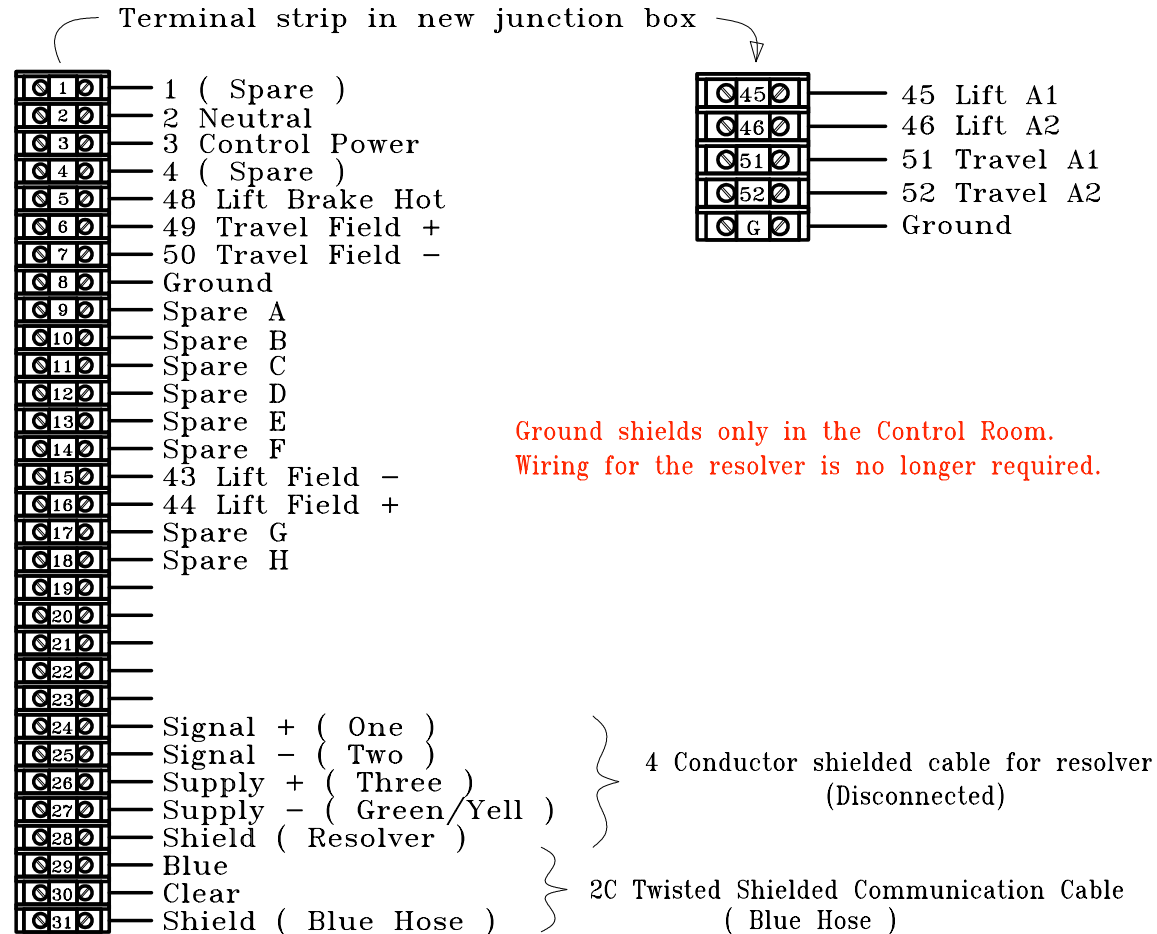 Terminal strip in new junction box
1 1 ( Spare )
2 2 Neutral
3 3 Control Power
4 4 ( Spare )
5 48 Lift Brake Hot
6 49 Travel Field +
7 50 Travel Field -
8 Ground
9 Spare A
10 Spare B
11 Spare C
12 Spare D
13 Spare E
14 Spare F
15 43 Lift Field -
16 44 Lift Field +
17 Spare G
18 Spare H
19
20
21
22
23
24 Signal + ( One )
25 Signal - ( Two )
26 Supply + ( Three )
27 Supply - ( Green/Yell )
28 Shield ( Resolver )
29 Blue
30 Clear
31 Shield ( Blue Hose )
45 45 Lift A1
46 46 Lift A2
51 51 Travel A1
52 52 Travel A2
G Ground
Ground shields only in the Control Room.
Wiring for the resolver is no longer required.
4 Conductor shielded cable for resolver
(Disconnected)
2C Twisted Shielded Communication Cable
( Blue Hose )